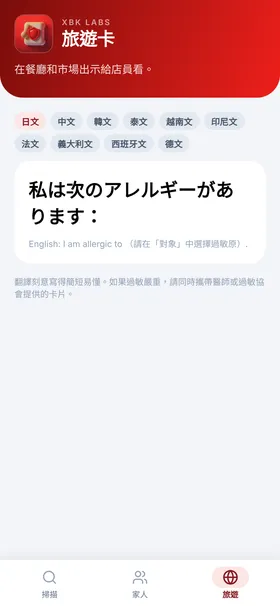 XBK LABS
旅遊卡
在餐廳和市場出示給店員看。
日文 中文 韓文 泰文 越南文 印尼文
法文 義大利文 西班牙文 德文
私は次のアレルギーがあ
ります：
English: I am allergic to （請在「對象」中選擇過敏原）.
翻譯刻意寫得簡短易懂。如果過敏嚴重，請同時攜帶醫師或過敏協
會提供的卡片。
掃描 家人 旅遊